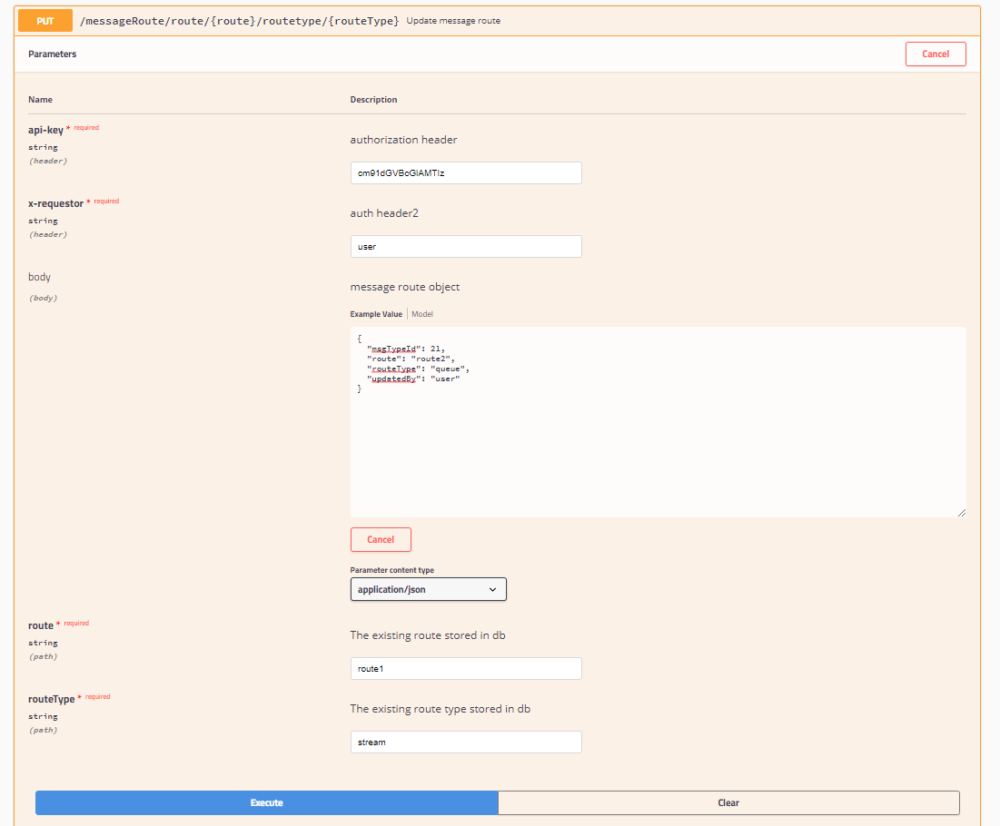 PUT /messageRoute/route/{route}/routetype/{routeType} Update message route
Parameters
Cancel
Name Description
api-key * required
string
(header)
authorization header
cm91dGVBcGlAMTIz
x-requestor * required
string
(header)
auth header2
user
body
(body)
message route object
Example Value | Model
{
"msgTypeId": 21,
"route": "route2",
"routeType": "queue",
"updatedBy": "user"
}
Cancel
Parameter content type
application/json
route * required
string
(path)
The existing route stored in db
route1
routeType * required
string
(path)
The existing route type stored in db
stream
Execute Clear